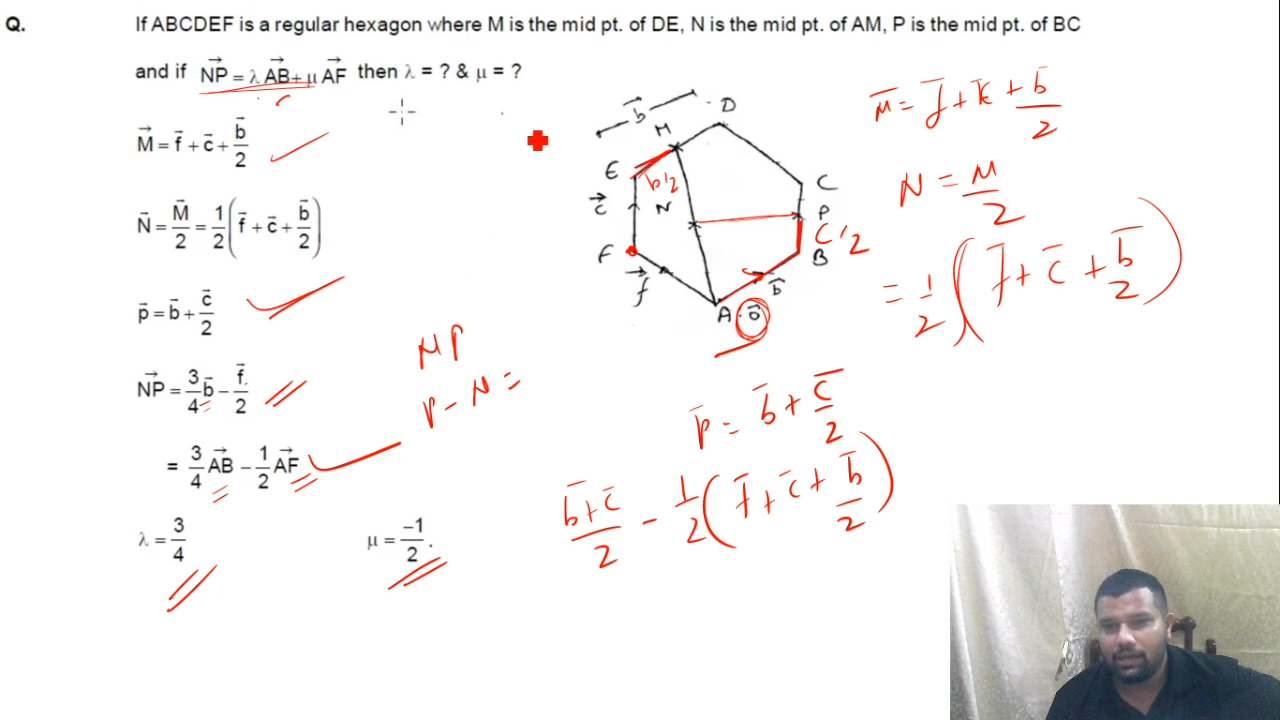 Q. If ABCDEF is a regular hexagon where M is the mid pt. of DE, N is the mid pt. of AM, P is the mid pt. of BC
and if NP⃗ = λ AB⃗ + μ AF⃗ then λ = ? & μ = ?
M⃗ = f⃗ + c⃗ + b⃗/2
N⃗ = M⃗/2 = 1/2 (f⃗ + c⃗ + b⃗/2)
p⃗ = b⃗ + c⃗/2
NP⃗ = 3/4 b⃗ − f⃗/2
= 3/4 AB⃗ − 1/2 AF⃗
λ = 3/4 μ = −1/2.
b⃗
D
M
E
b/2
C
c⃗
N
P
C/2
F
B
f⃗
b⃗
A · o⃗
M̅ = f̅ + k̅ + b̅/2
N = M/2
= 1/2 (f̅ + c̅ + b̅/2)
NP
P − N =
p̅ = b̅ + c̅/2
b̅ + c̅/2 − 1/2 (f̅ + c̅ + b̅/2)